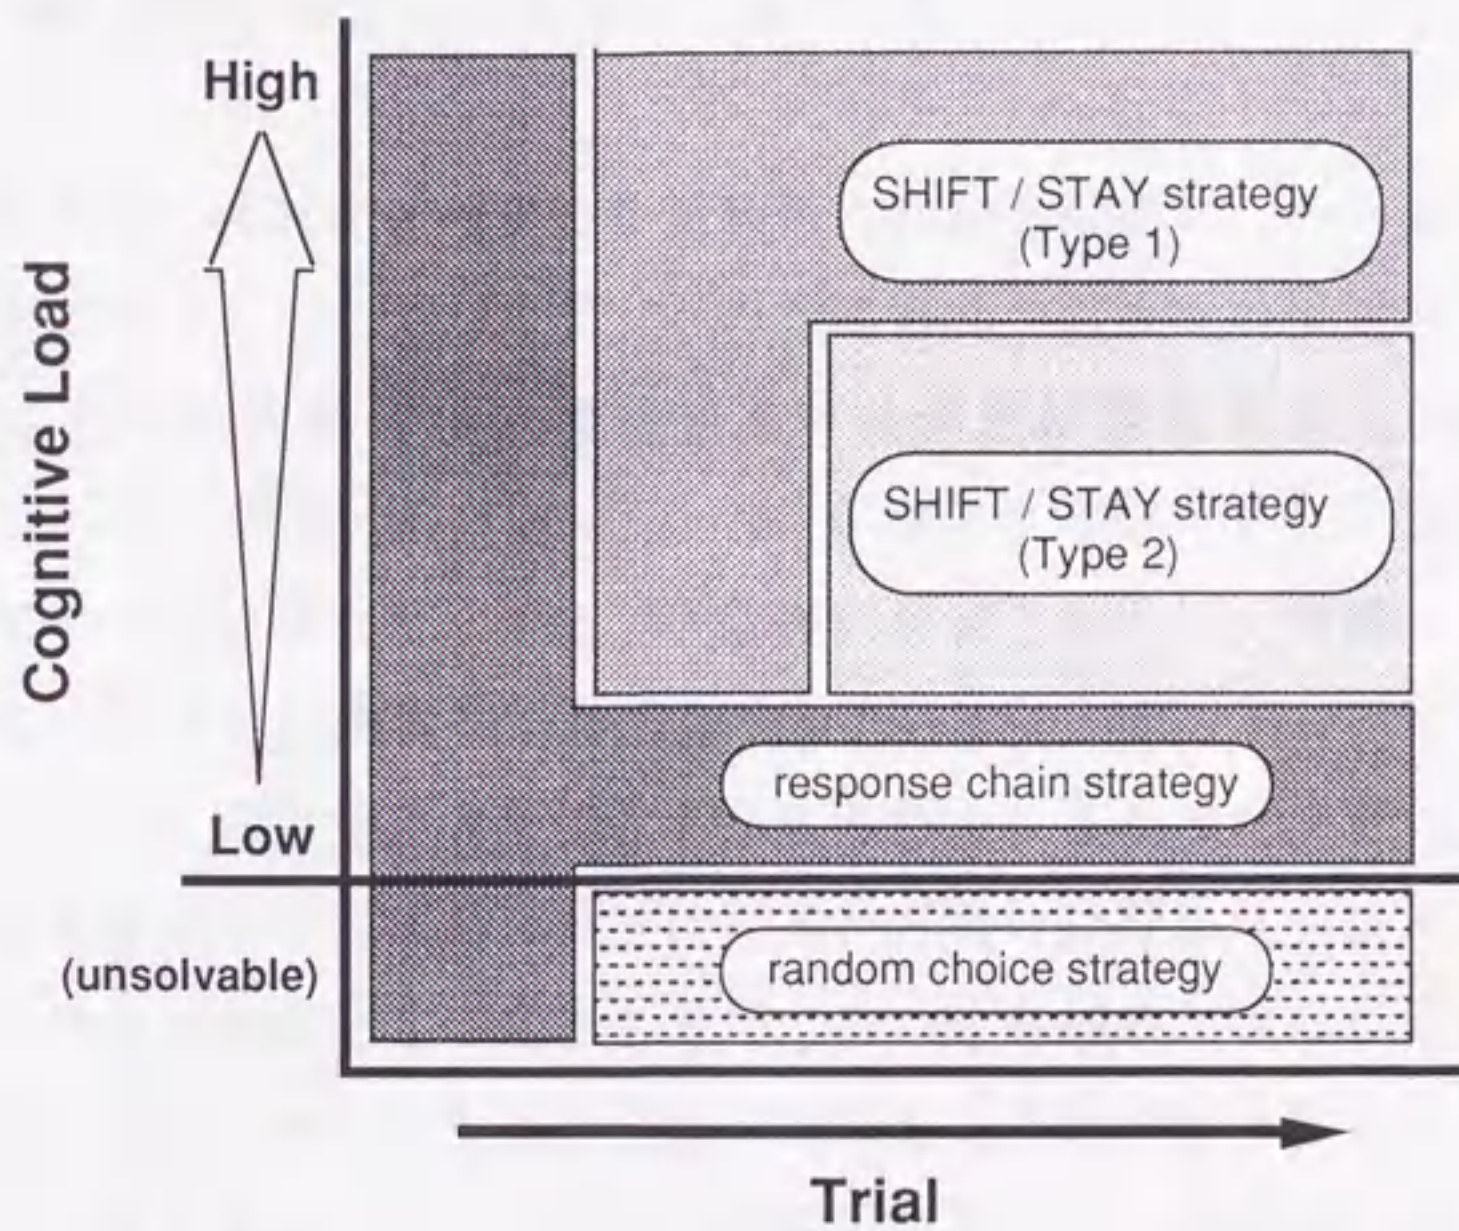 High
SHIFT / STAY strategy
(Type 1)
Cognitive Load
SHIFT / STAY strategy
(Type 2)
response chain strategy
Low
(unsolvable)
random choice strategy
Trial